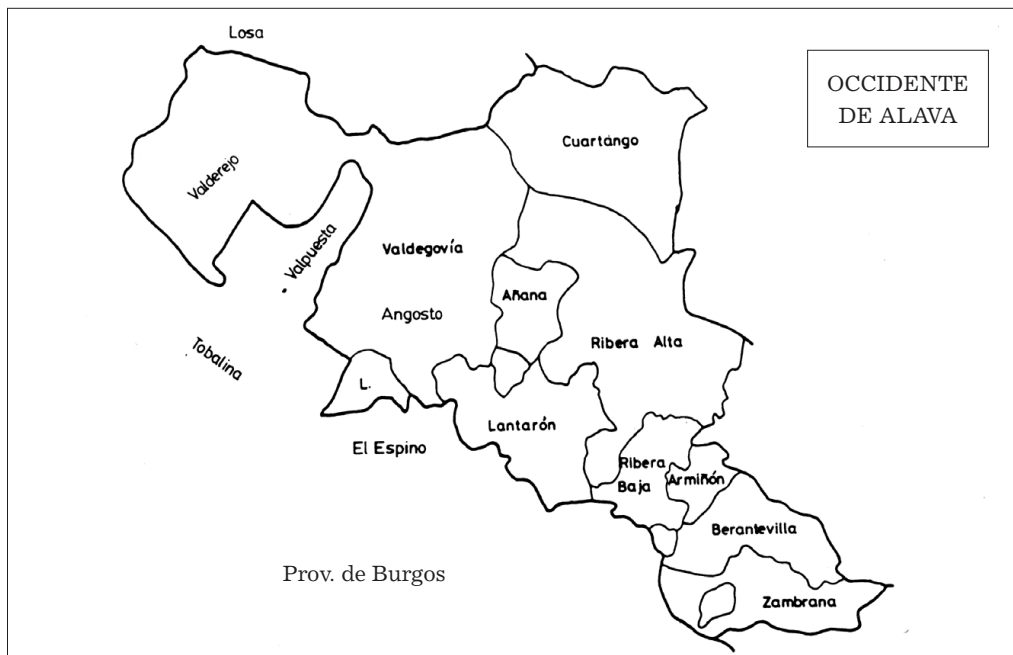 Losa
OCCIDENTE
DE ALAVA
Cuartángo
Valderejo
Valpuesta
Valdegovía
Añana
Angosto
Ribera Alta
Tobalina
L.
Lantarón
El Espino
Ribera
Baja
Armiñón
Berantevilla
Prov. de Burgos
Zambrana